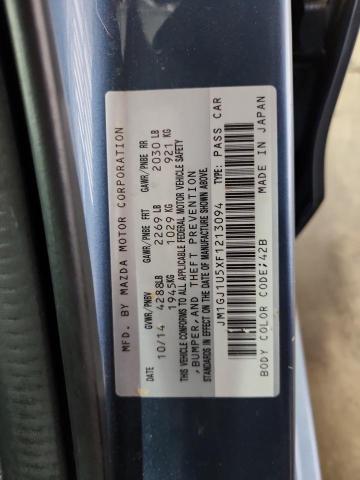 MFD. BY MAZDA MOTOR CORPORATION
GVWR/PNBV GAWR/PNBE FRT GAWR/PNBE RR
DATE
10/14 4288LB 2269 LB 2030 LB
1945KG 1029 KG 921 KG
THIS VEHICLE CONFORMS TO ALL APPLICABLE FEDERAL MOTOR VEHICLE SAFETY
,BUMPER, AND THEFT PREVENTION
STANDARDS IN EFFECT ON THE DATE OF MANUFACTURE SHOWN ABOVE.
JM1GJ1U5XF1213094 TYPE: PASS CAR
BODY COLOR CODE:42B MADE IN JAPAN